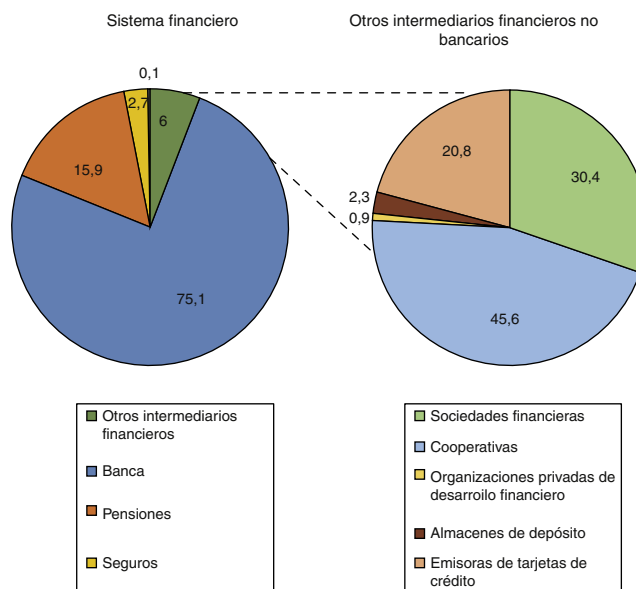 Sistema financiero
Otros intermediarios financieros no
bancarios
0,1
2,7
6
15,9
75,1
20,8
30,4
2,3
0,9
45,6
Otros intermediarios
financieros
Banca
Pensiones
Seguros
Sociedades financieras
Cooperativas
Organizaciones privadas de
desarroilo financiero
Almacenes de depósito
Emisoras de tarjetas de
crédito